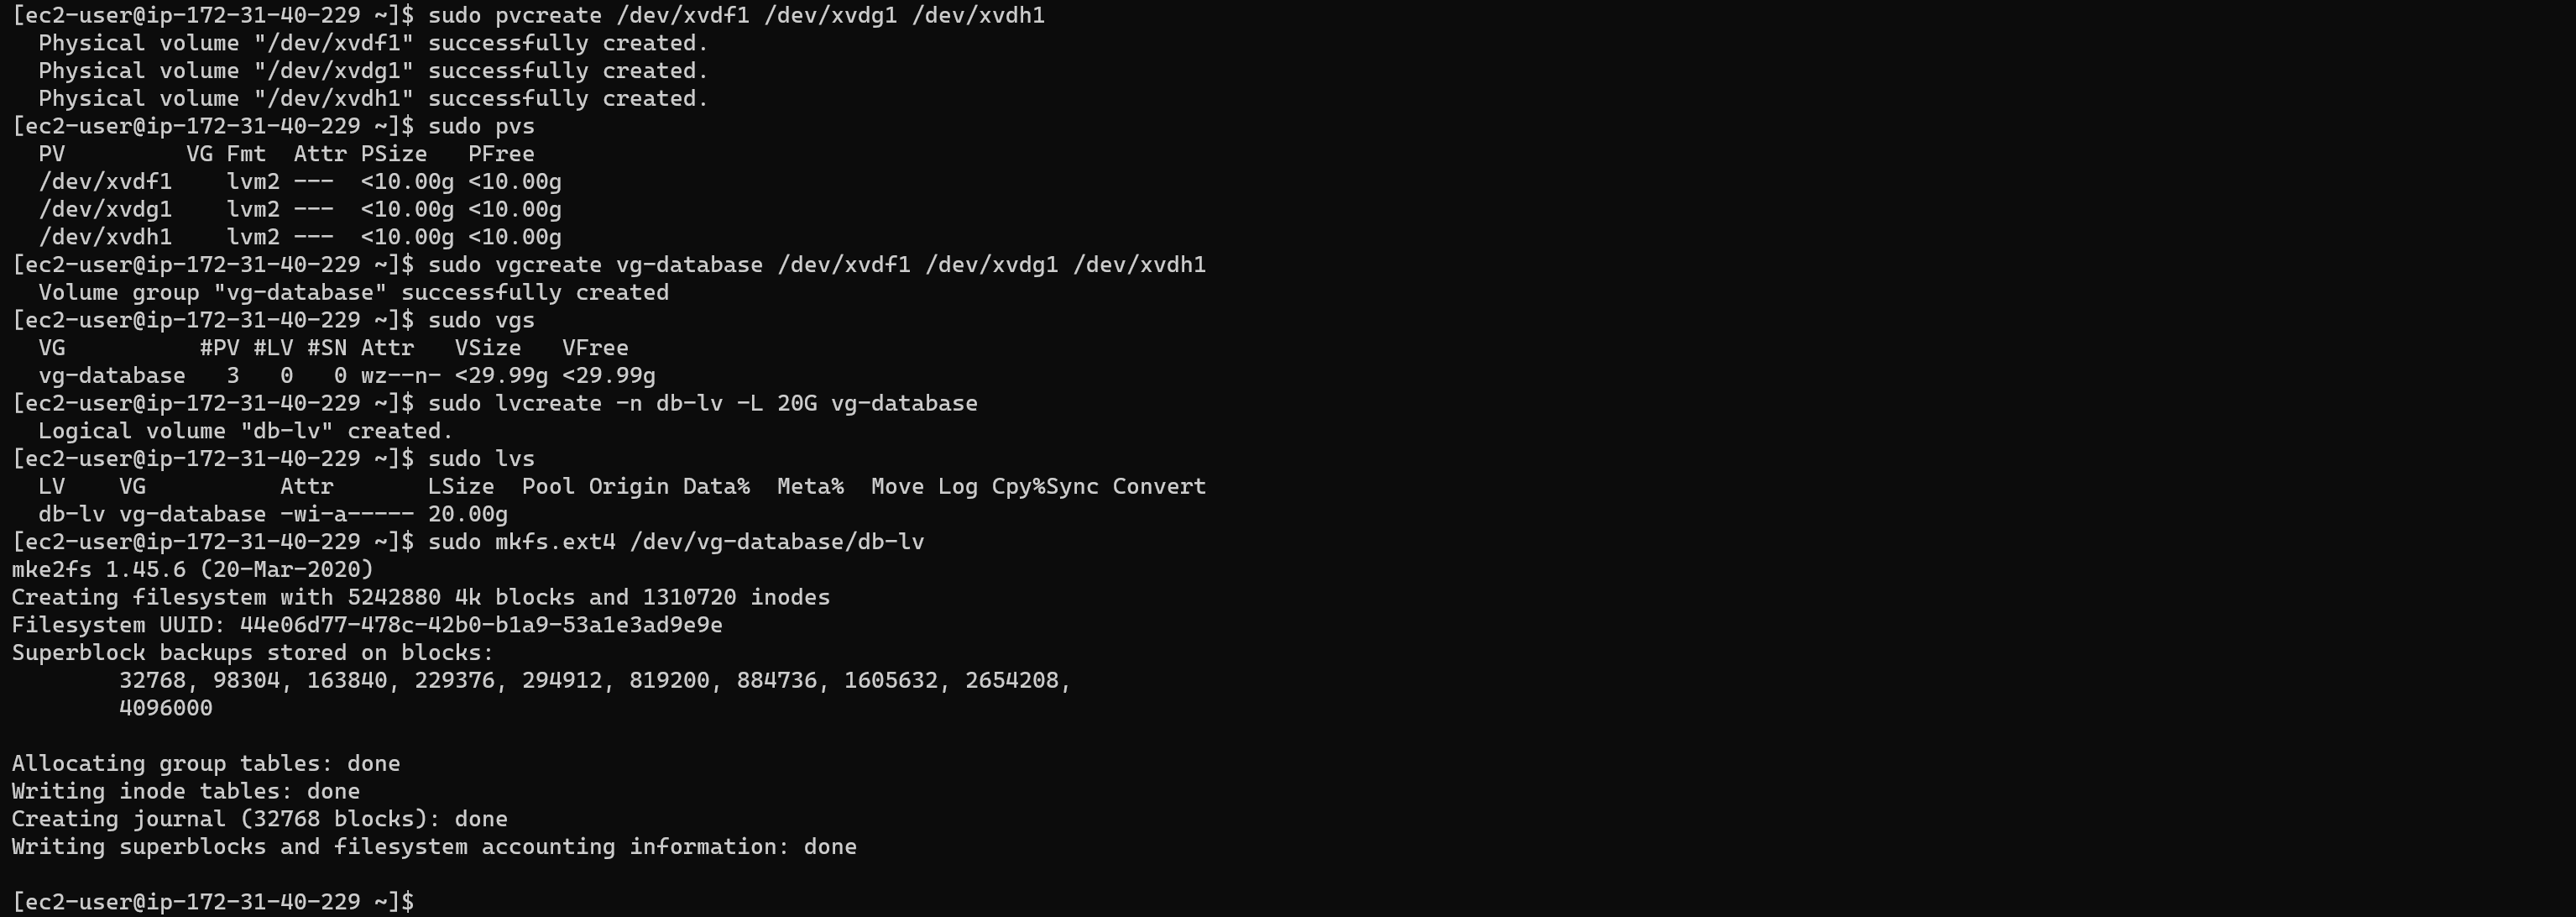 [ec2-user@ip-172-31-40-229 ~]$ sudo pvcreate /dev/xvdf1 /dev/xvdg1 /dev/xvdh1
  Physical volume "/dev/xvdf1" successfully created.
  Physical volume "/dev/xvdg1" successfully created.
  Physical volume "/dev/xvdh1" successfully created.
[ec2-user@ip-172-31-40-229 ~]$ sudo pvs
  PV         VG Fmt  Attr PSize   PFree
  /dev/xvdf1    lvm2 ---  <10.00g <10.00g
  /dev/xvdg1    lvm2 ---  <10.00g <10.00g
  /dev/xvdh1    lvm2 ---  <10.00g <10.00g
[ec2-user@ip-172-31-40-229 ~]$ sudo vgcreate vg-database /dev/xvdf1 /dev/xvdg1 /dev/xvdh1
  Volume group "vg-database" successfully created
[ec2-user@ip-172-31-40-229 ~]$ sudo vgs
  VG          #PV #LV #SN Attr   VSize   VFree
  vg-database   3   0   0 wz--n- <29.99g <29.99g
[ec2-user@ip-172-31-40-229 ~]$ sudo lvcreate -n db-lv -L 20G vg-database
  Logical volume "db-lv" created.
[ec2-user@ip-172-31-40-229 ~]$ sudo lvs
  LV    VG          Attr       LSize  Pool Origin Data%  Meta%  Move Log Cpy%Sync Convert
  db-lv vg-database -wi-a----- 20.00g
[ec2-user@ip-172-31-40-229 ~]$ sudo mkfs.ext4 /dev/vg-database/db-lv
mke2fs 1.45.6 (20-Mar-2020)
Creating filesystem with 5242880 4k blocks and 1310720 inodes
Filesystem UUID: 44e06d77-478c-42b0-b1a9-53a1e3ad9e9e
Superblock backups stored on blocks:
        32768, 98304, 163840, 229376, 294912, 819200, 884736, 1605632, 2654208,
        4096000

Allocating group tables: done
Writing inode tables: done
Creating journal (32768 blocks): done
Writing superblocks and filesystem accounting information: done

[ec2-user@ip-172-31-40-229 ~]$